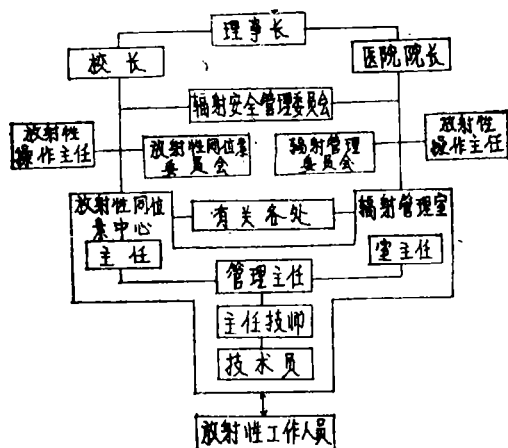 理事长
校长
医院院长
辐射安全管理委员会
放射性
操作主任
放射性同位素
委员会
辐射管理
委员会
放射性
操作主任
放射性同位
素中心
主任
有关各处
辐射管理室
室主任
管理主任
主任技师
技术员
放射性工作人员